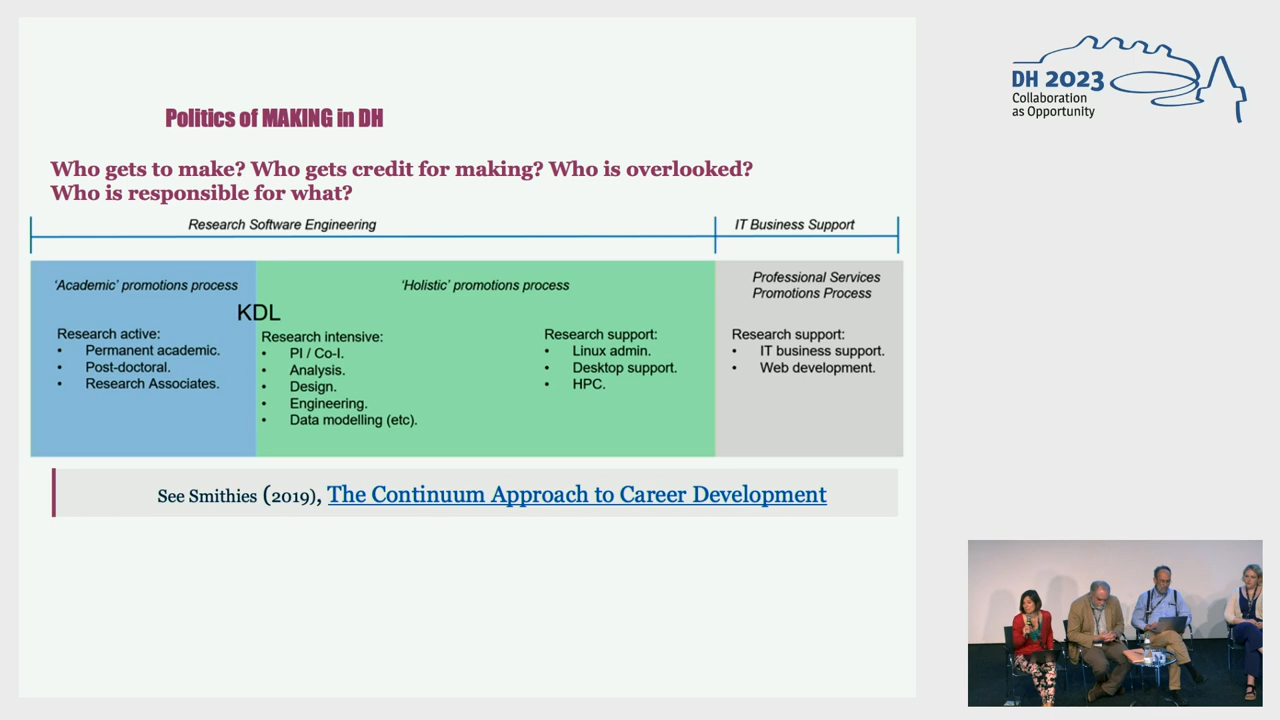 Politics of MAKING in DH
Who gets to make? Who gets credit for making? Who is overlooked?
Who is responsible for what?
Research Software Engineering
IT Business Support
'Academic' promotions process
'Holistic' promotions process
Professional Services
Promotions Process
KDL
Research active:
• Permanent academic.
• Post-doctoral.
• Research Associates.
Research intensive:
• PI / Co-I.
• Analysis.
• Design.
• Engineering.
• Data modelling (etc).
Research support:
• Linux admin.
• Desktop support.
• HPC.
Research support:
• IT business support.
• Web development.
See Smithies (2019), The Continuum Approach to Career Development
DH 2023
Collaboration
as Opportunity